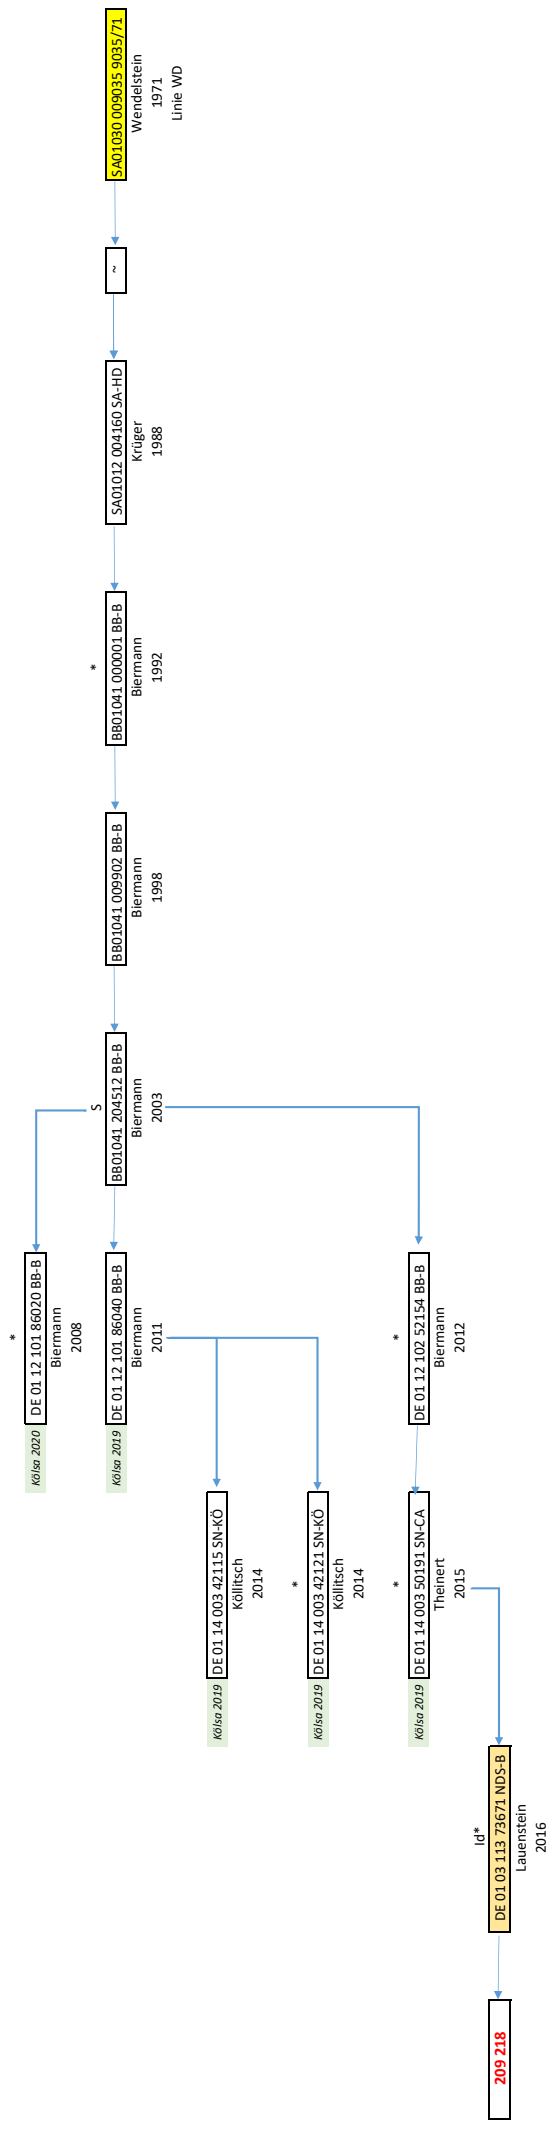 SA01030 009035 9035/71
Wendelstein
1971
Linie WD
~
SA01012 004160 SA-HD
Krüger
1988
*
BB01041 000001 BB-B
Biermann
1992
BB01041 009902 BB-B
Biermann
1998
S
BB01041 204512 BB-B
Biermann
2003
*
DE 01 12 101 86020 BB-B
Biermann
2008
Kölsa 2020
DE 01 12 101 86040 BB-B
Biermann
2011
Kölsa 2019
*
DE 01 12 102 52154 BB-B
Biermann
2012
DE 01 14 003 42115 SN-KÖ
Köllitsch
2014
Kölsa 2019
*
DE 01 14 003 42121 SN-KÖ
Köllitsch
2014
Kölsa 2019
*
DE 01 14 003 50191 SN-CA
Theinert
2015
Kölsa 2019
Id*
DE 01 03 113 73671 NDS-B
Lauenstein
2016
209 218